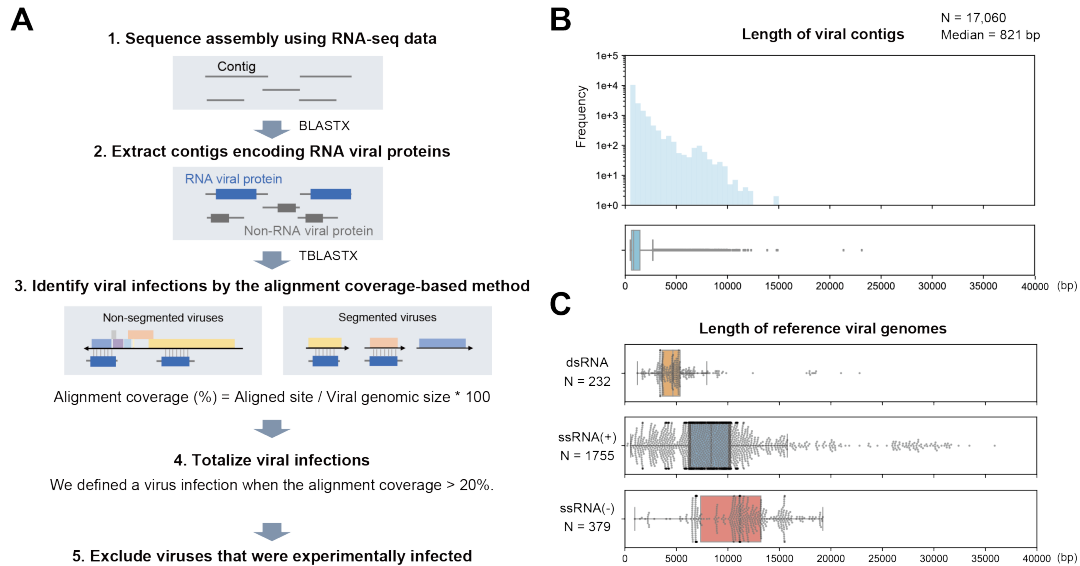 A
1. Sequence assembly using RNA-seq data
Contig
BLASTX
2. Extract contigs encoding RNA viral proteins
RNA viral protein
Non-RNA viral protein
TBLASTX
3. Identify viral infections by the alignment coverage-based method
Non-segmented viruses
Segmented viruses
Alignment coverage (%) = Aligned site / Viral genomic size * 100
4. Totalize viral infections
We defined a virus infection when the alignment coverage > 20%.
5. Exclude viruses that were experimentally infected
B
N = 17,060
Median = 821 bp
Length of viral contigs
Frequency
1e+5
1e+4
1e+3
1e+2
1e+1
1e+0
0 5000 10000 15000 20000 25000 30000 35000 40000 (bp)
C
Length of reference viral genomes
dsRNA
N = 232
ssRNA(+)
N = 1755
ssRNA(-)
N = 379
0 5000 10000 15000 20000 25000 30000 35000 40000 (bp)